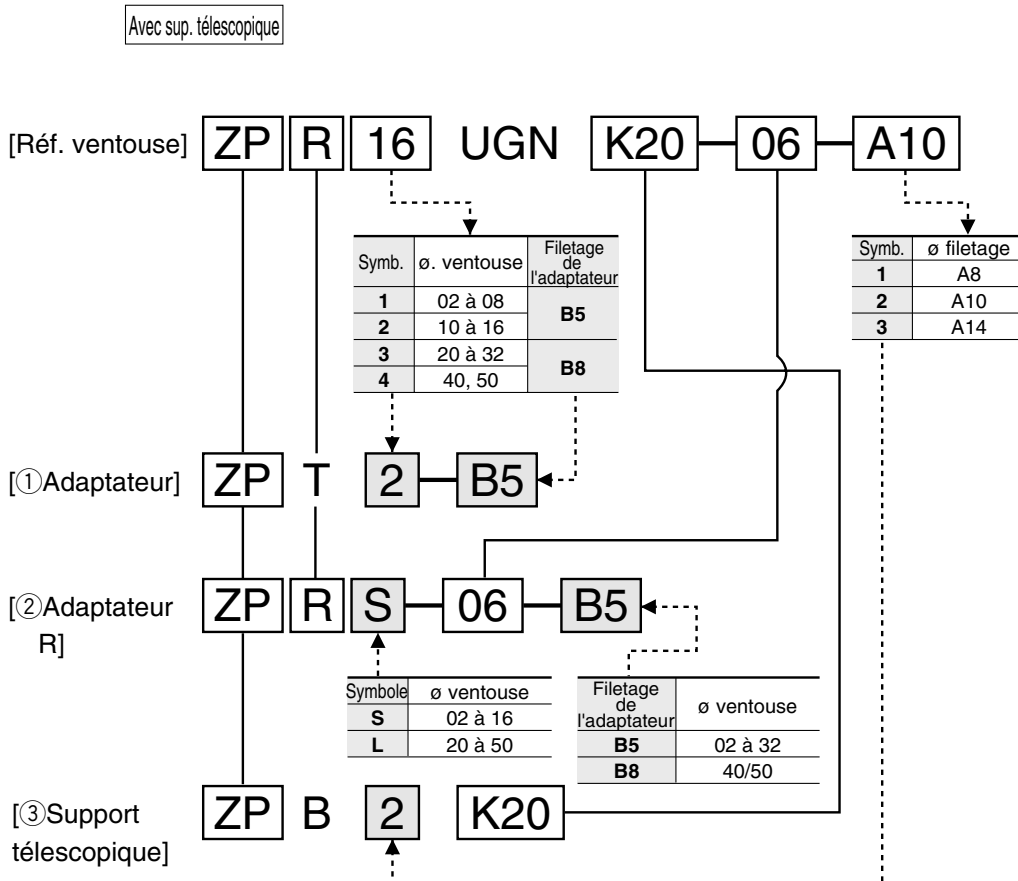 Avec sup. télescopique
[Réf. ventouse] ZP R 16 UGN K20 06 A10
Symb. ø. ventouse Filetage de l'adaptateur
1 02 à 08 B5
2 10 à 16
3 20 à 32 B8
4 40, 50
Symb. ø filetage
1 A8
2 A10
3 A14
[①Adaptateur] ZP T 2 B5
[②Adaptateur R] ZP R S 06 B5
Symbole ø ventouse
S 02 à 16
L 20 à 50
Filetage de l'adaptateur ø ventouse
B5 02 à 32
B8 40/50
[③Support télescopique] ZP B 2 K20